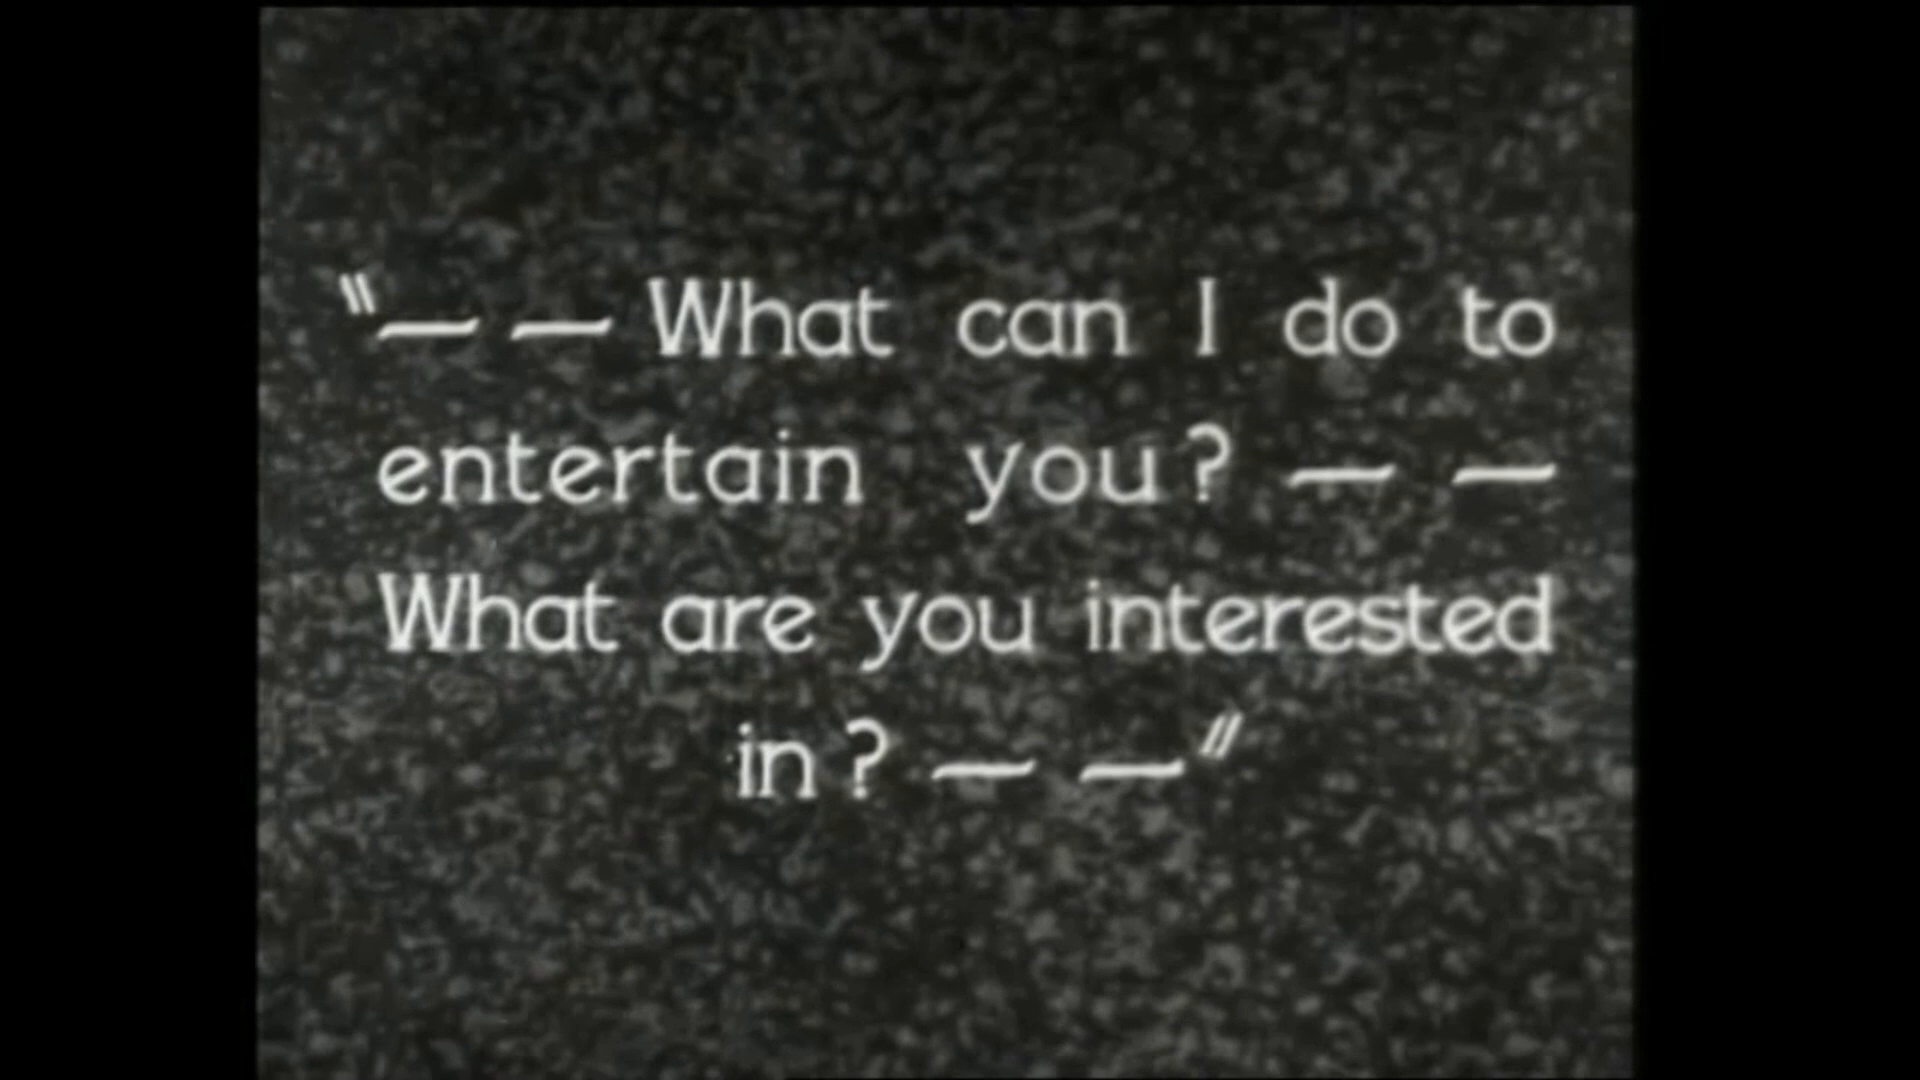 "— — What can I do to
entertain you? — —
What are you interested
in? — —"